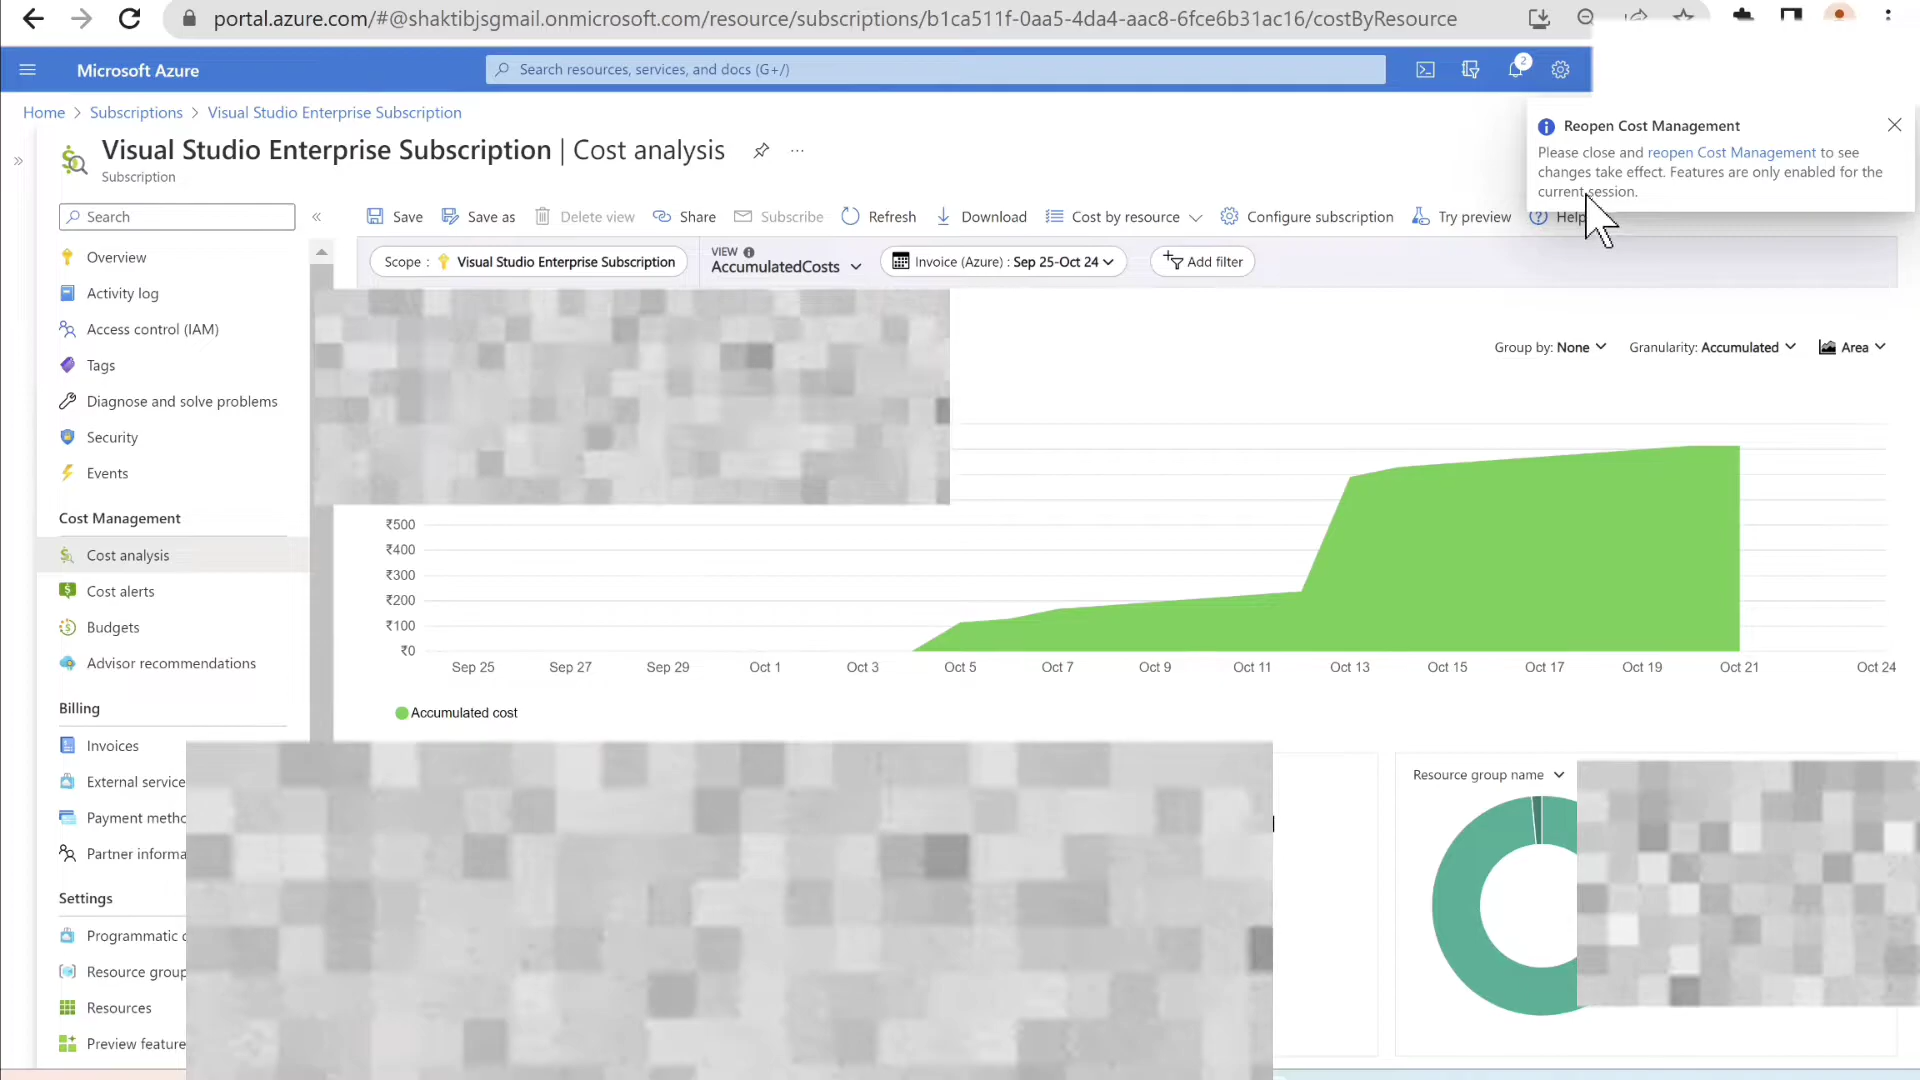 portal.azure.com/#@shaktibjsgmail.onmicrosoft.com/resource/subscriptions/b1ca511f-0aa5-4da4-aac8-6fce6b31ac16/costByResource
Microsoft Azure
Search resources, services, and docs (G+/)
2
Home > Subscriptions > Visual Studio Enterprise Subscription
Reopen Cost Management
Please close and reopen Cost Management to see
changes take effect. Features are only enabled for the
current session.
Visual Studio Enterprise Subscription | Cost analysis
Subscription
Search
Save Save as Delete view Share Subscribe Refresh Download Cost by resource Configure subscription Try preview Help
Overview
Activity log
Access control (IAM)
Tags
Diagnose and solve problems
Security
Events
Cost Management
Cost analysis
Cost alerts
Budgets
Advisor recommendations
Billing
Invoices
External service
Payment metho
Partner informa
Settings
Programmatic
Resource group
Resources
Preview feature
Scope : Visual Studio Enterprise Subscription
VIEW
AccumulatedCosts
Invoice (Azure) : Sep 25-Oct 24
Add filter
Group by: None Granularity: Accumulated Area
₹500
₹400
₹300
₹200
₹100
₹0
Sep 25 Sep 27 Sep 29 Oct 1 Oct 3 Oct 5 Oct 7 Oct 9 Oct 11 Oct 13 Oct 15 Oct 17 Oct 19 Oct 21 Oct 24
Accumulated cost
Resource group name